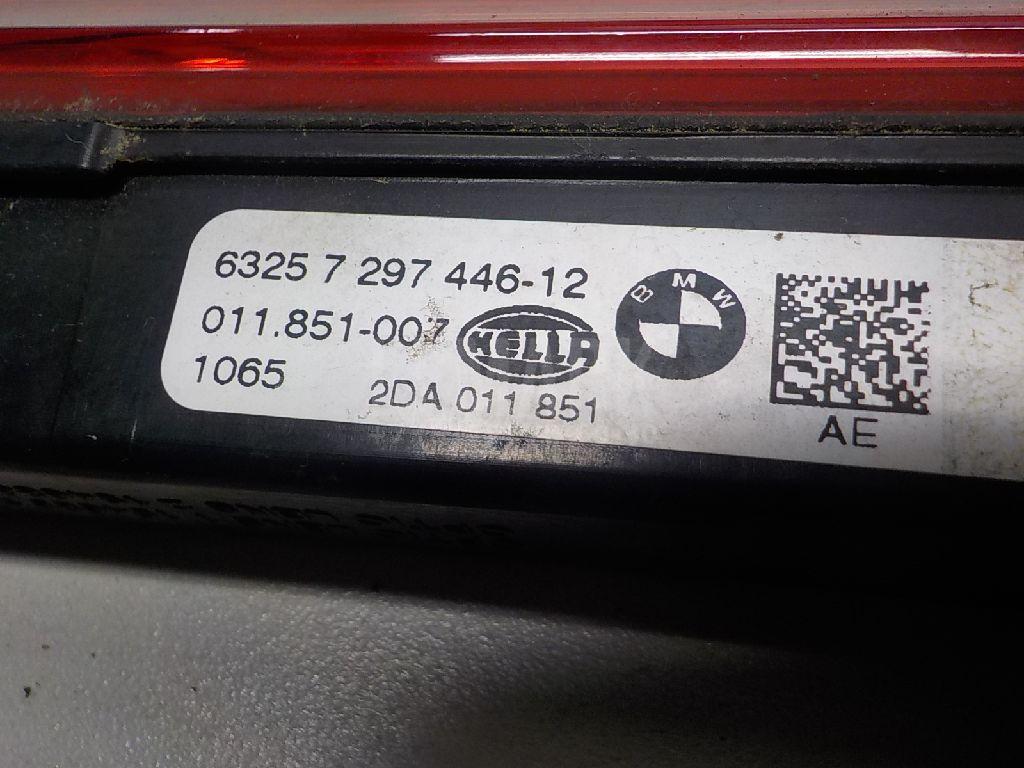 6325 7 297 446-12
011.851-007
HELLA
BMW
1065
2DA 011 851
AE